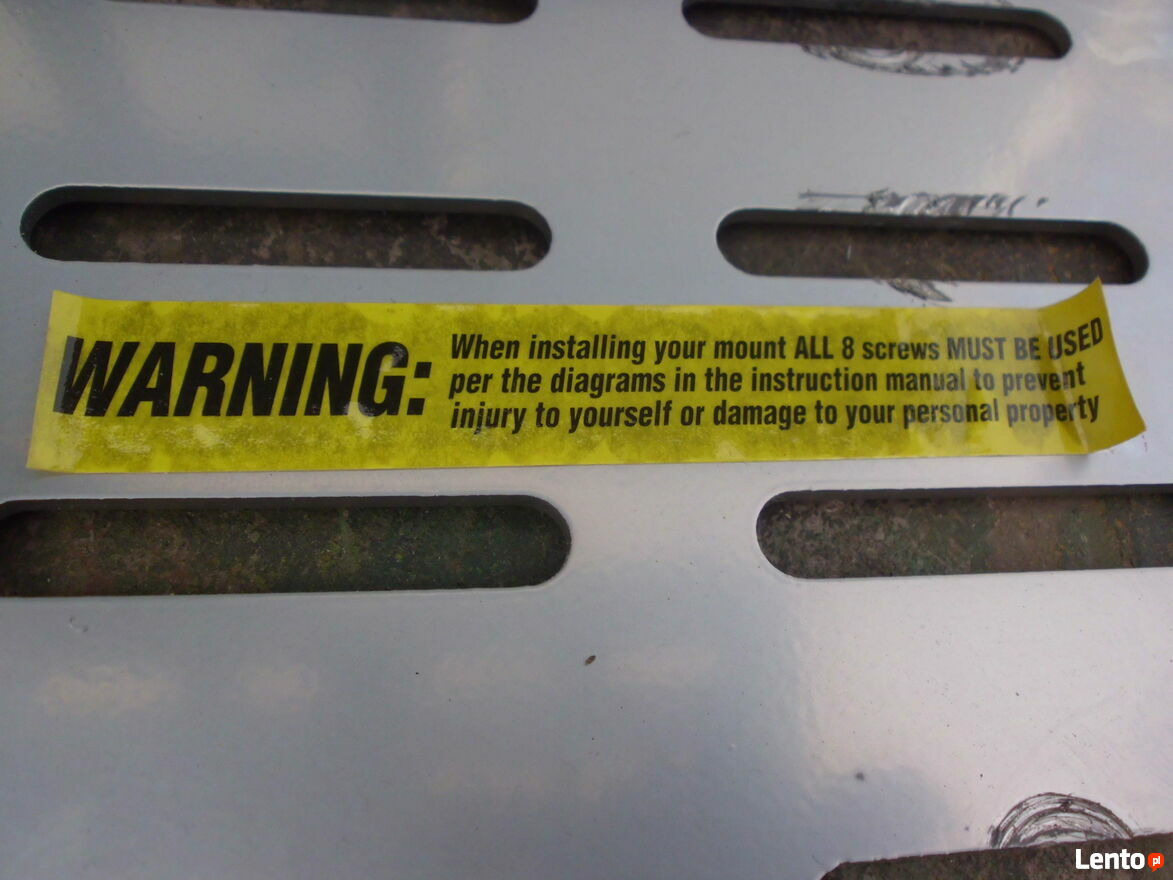 WARNING:
When installing your mount ALL 8 screws MUST BE USED
per the diagrams in the instruction manual to prevent
injury to yourself or damage to your personal property
Lento pl